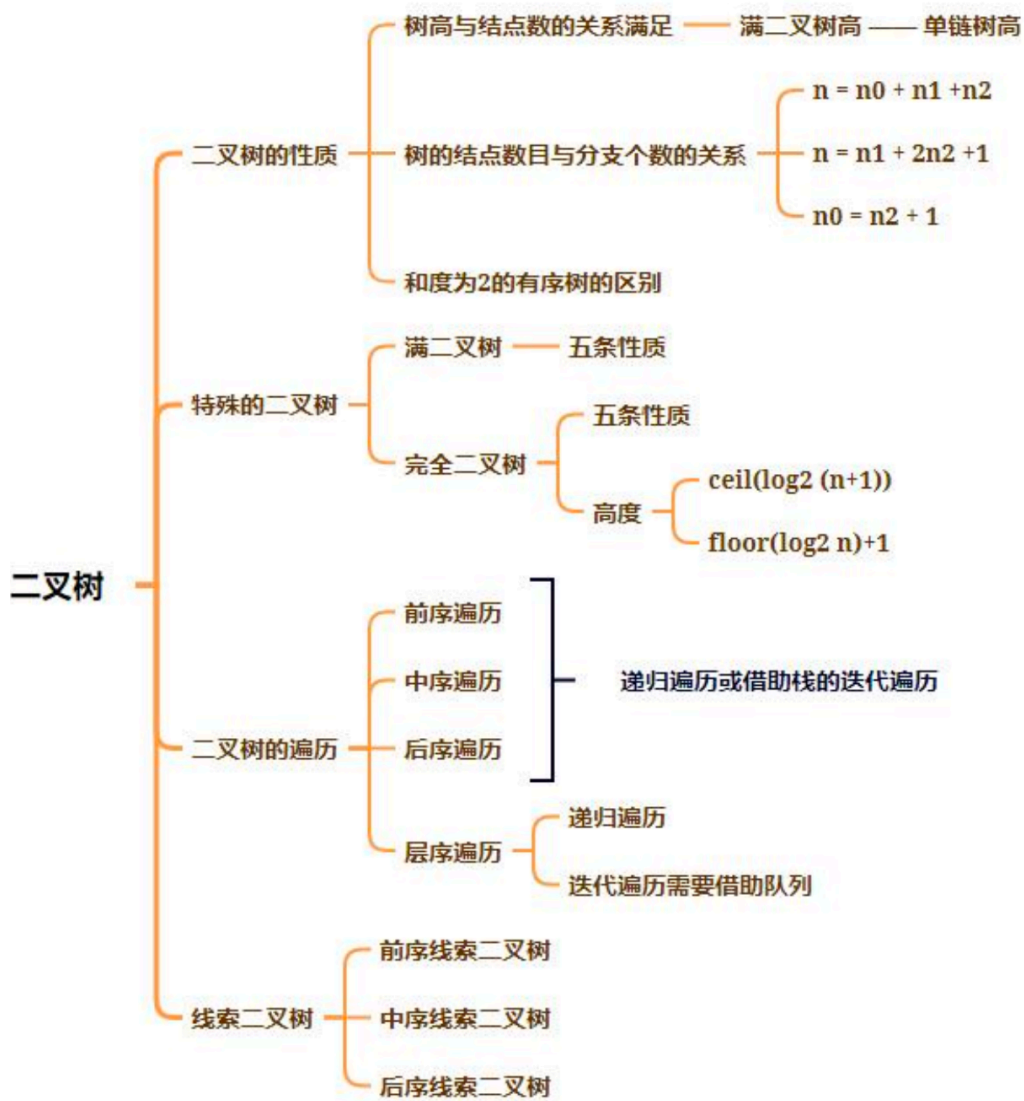 二叉树
二叉树的性质
树高与结点数的关系满足
满二叉树高 —— 单链树高
树的结点数目与分支个数的关系
n = n0 + n1 +n2
n = n1 + 2n2 +1
n0 = n2 + 1
和度为2的有序树的区别
特殊的二叉树
满二叉树
五条性质
完全二叉树
五条性质
高度
ceil(log2 (n+1))
floor(log2 n)+1
二叉树的遍历
前序遍历
中序遍历
后序遍历
递归遍历或借助栈的迭代遍历
层序遍历
递归遍历
迭代遍历需要借助队列
线索二叉树
前序线索二叉树
中序线索二叉树
后序线索二叉树